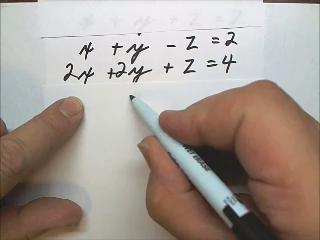 x + y - z = 2
2x + 2y + z = 4